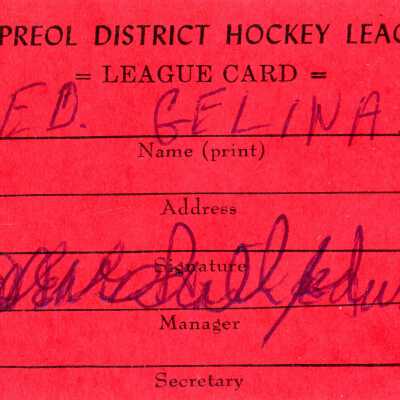 PREOL DISTRICT HOCKEY LEAG
= LEAGUE CARD =
ED. GELINA
Name (print)
Address
Signature
Manager
Secretary